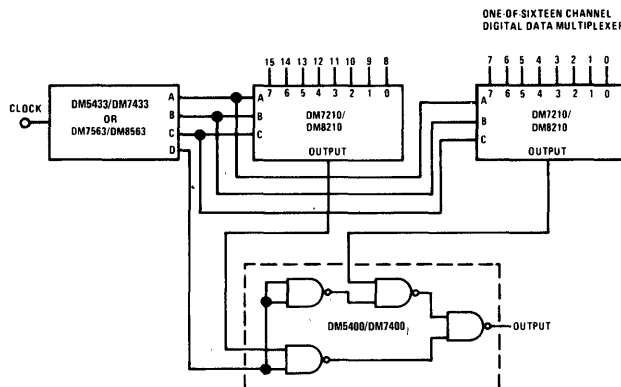 ONE-OF-SIXTEEN CHANNEL
DIGITAL DATA MULTIPLEXER
15 14 13 12 11 10 9 8
7 6 5 4 3 2 1 0
7 6 5 4 3 2 1 0
7 6 5 4 3 2 1 0
CLOCK
DM5433/DM7433
OR
DM7563/DM8563
A
B
C
D
A
B
C
DM7210/
DM8210
OUTPUT
A
B
C
DM7210/
DM8210
OUTPUT
DM5400/DM7400
OUTPUT